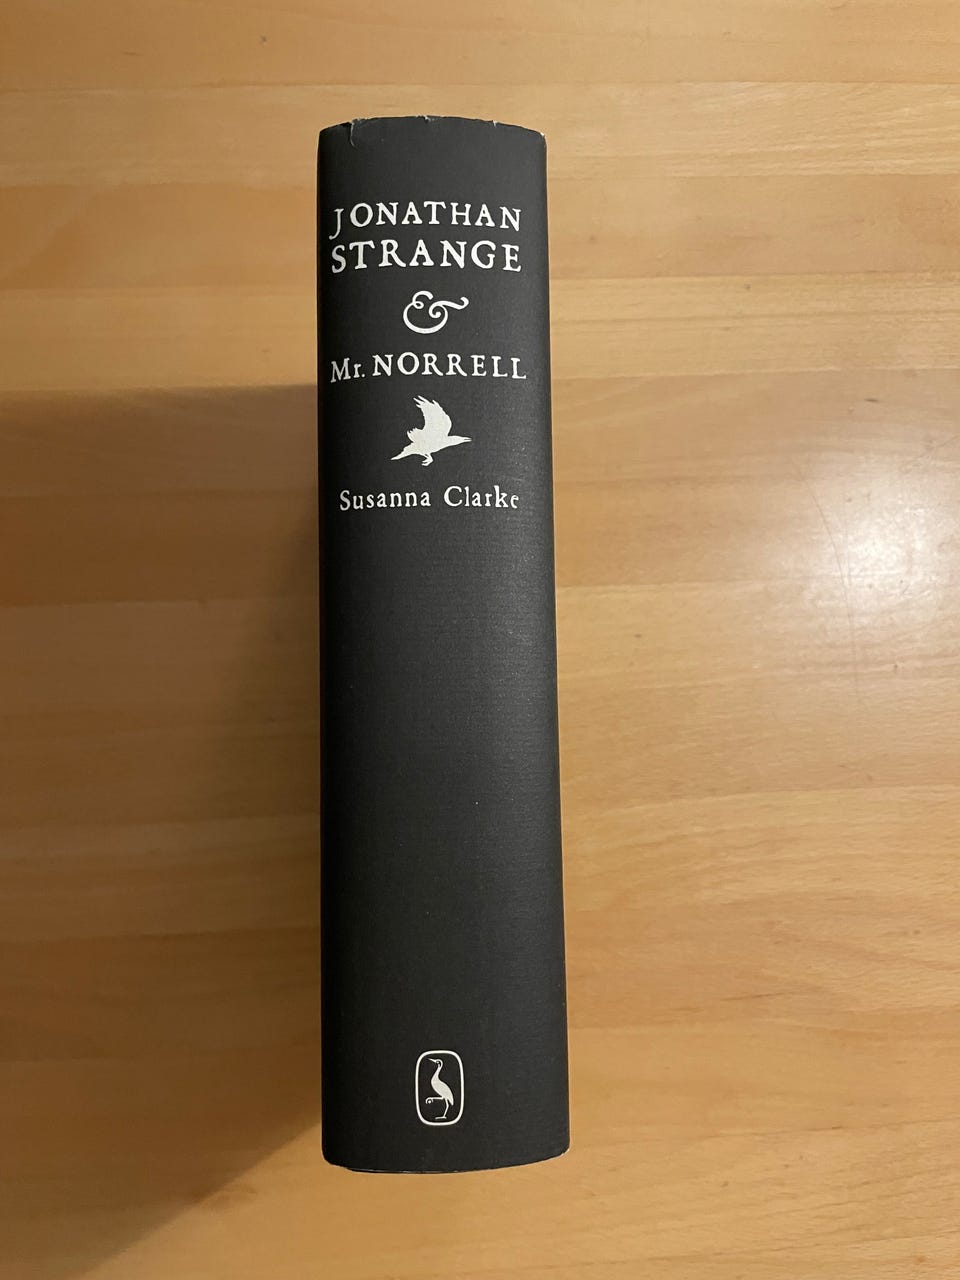 JONATHAN
STRANGE
&
Mr. NORRELL
Susanna Clarke